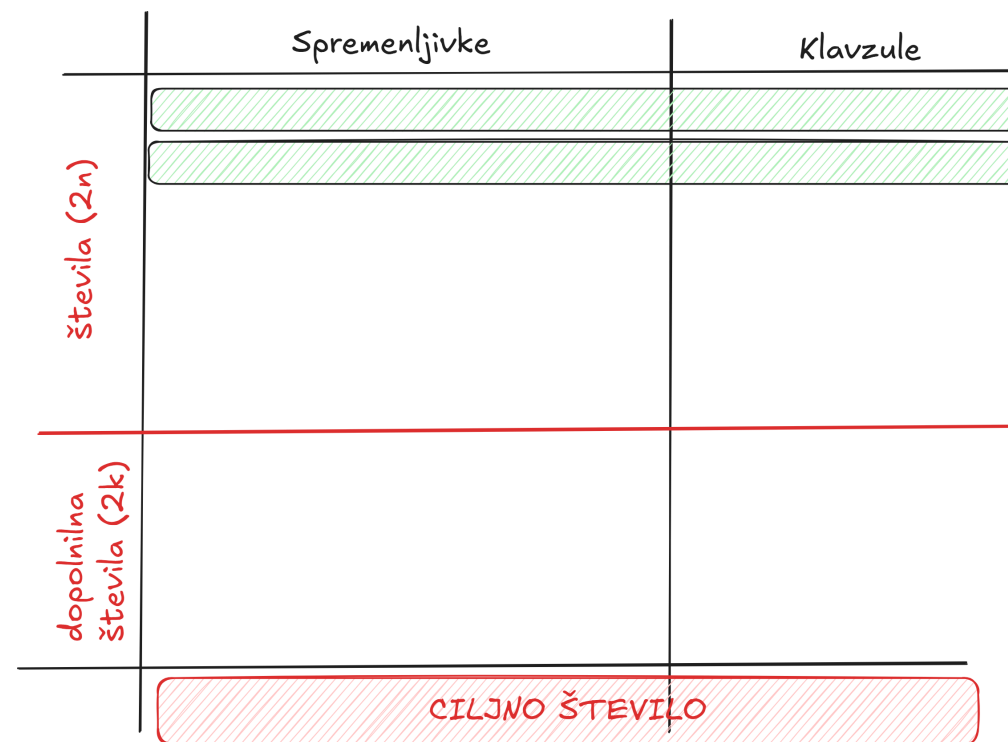 Spremenljivke
Klavzule
števila (2n)
dopolnilna
števila (2k)
CILJNO ŠTEVILO